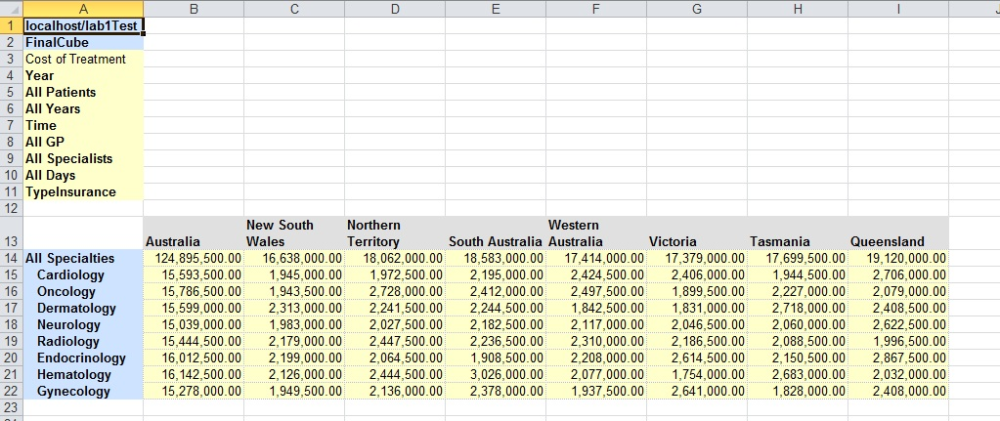 A B C D E F G H I
1 localhost/lab1Test
2 FinalCube
3 Cost of Treatment
4 Year
5 All Patients
6 All Years
7 Time
8 All GP
9 All Specialists
10 All Days
11 TypeInsurance
12
New South Northern Western
13 Australia Wales Territory South Australia Australia Victoria Tasmania Queensland
14 All Specialties 124,895,500.00 16,638,000.00 18,062,000.00 18,583,000.00 17,414,000.00 17,379,000.00 17,699,500.00 19,120,000.00
15 Cardiology 15,593,500.00 1,945,000.00 1,972,500.00 2,195,000.00 2,424,500.00 2,406,000.00 1,944,500.00 2,706,000.00
16 Oncology 15,786,500.00 1,943,500.00 2,728,000.00 2,412,000.00 2,497,500.00 1,899,500.00 2,227,000.00 2,079,000.00
17 Dermatology 15,599,000.00 2,313,000.00 2,241,500.00 2,244,500.00 1,842,500.00 1,831,000.00 2,718,000.00 2,408,500.00
18 Neurology 15,039,000.00 1,983,000.00 2,027,500.00 2,182,500.00 2,117,000.00 2,046,500.00 2,060,000.00 2,622,500.00
19 Radiology 15,444,500.00 2,179,000.00 2,447,500.00 2,236,500.00 2,310,000.00 2,186,500.00 2,088,500.00 1,996,500.00
20 Endocrinology 16,012,500.00 2,199,000.00 2,064,500.00 1,908,500.00 2,208,000.00 2,614,500.00 2,150,500.00 2,867,500.00
21 Hematology 16,142,500.00 2,126,000.00 2,444,500.00 3,026,000.00 2,077,000.00 1,754,000.00 2,683,000.00 2,032,000.00
22 Gynecology 15,278,000.00 1,949,500.00 2,136,000.00 2,378,000.00 1,937,500.00 2,641,000.00 1,828,000.00 2,408,000.00
23